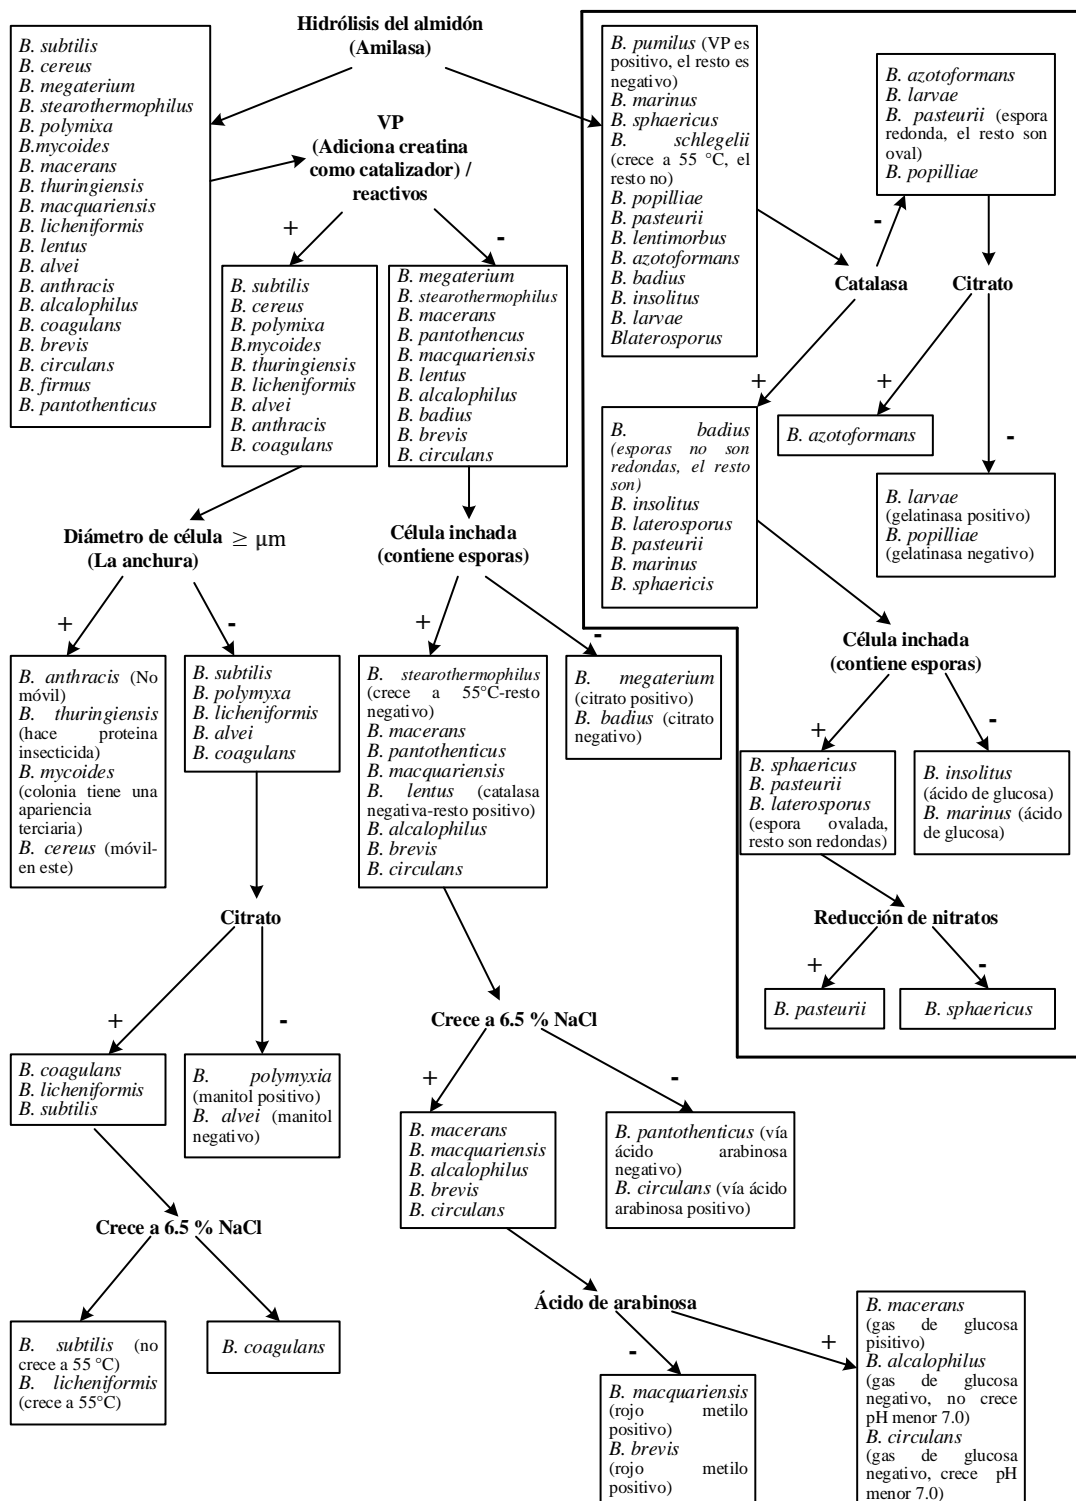 Hidrólisis del almidón
(Amilasa)
B. subtilis
B. cereus
B. megaterium
B. stearothermophilus
B. polymixa
B.mycoides
B. macerans
B. thuringiensis
B. macquariensis
B. licheniformis
B. lentus
B. alvei
B. anthracis
B. alcalophilus
B. coagulans
B. brevis
B. circulans
B. firmus
B. pantothenticus
VP
(Adiciona creatina
como catalizador) /
reactivos
+
-
B. subtilis
B. cereus
B. polymixa
B.mycoides
B. thuringiensis
B. licheniformis
B. alvei
B. anthracis
B. coagulans
B. megaterium
B. stearothermophilus
B. macerans
B. pantothencus
B. macquariensis
B. lentus
B. alcalophilus
B. badius
B. brevis
B. circulans
Diámetro de célula ≥ μm
(La anchura)
+
-
B. anthracis (No
móvil)
B. thuringiensis
(hace proteina
insecticida)
B. mycoides
(colonia tiene una
apariencia
terciaria)
B. cereus (móvil-
en este)
B. subtilis
B. polymyxa
B. licheniformis
B. alvei
B. coagulans
Citrato
+
-
B. coagulans
B. licheniformis
B. subtilis
B. polymyxia
(manitol positivo)
B. alvei (manitol
negativo)
Crece a 6.5 % NaCl
B. subtilis (no
crece a 55 °C)
B. licheniformis
(crece a 55°C)
B. coagulans
Célula inchada
(contiene esporas)
+
-
B. stearothermophilus
(crece a 55°C-resto
negativo)
B. macerans
B. pantothenticus
B. macquariensis
B. lentus (catalasa
negativa-resto positivo)
B. alcalophilus
B. brevis
B. circulans
B. megaterium
(citrato positivo)
B. badius (citrato
negativo)
Crece a 6.5 % NaCl
+
-
B. macerans
B. macquariensis
B. alcalophilus
B. brevis
B. circulans
B. pantothenticus (vía
ácido arabinosa
negativo)
B. circulans (vía ácido
arabinosa positivo)
Ácido de arabinosa
-
+
B. macquariensis
(rojo metilo
positivo)
B. brevis
(rojo metilo
positivo)
B. macerans
(gas de glucosa
pisitivo)
B. alcalophilus
(gas de glucosa
negativo, no crece
pH menor 7.0)
B. circulans
(gas de glucosa
negativo, crece pH
menor 7.0)
B. pumilus (VP es
positivo, el resto es
negativo)
B. marinus
B. sphaericus
B. schlegelii
(crece a 55 °C, el
resto no)
B. popilliae
B. pasteurii
B. lentimorbus
B. azotoformans
B. badius
B. insolitus
B. larvae
Blaterosporus
Catalasa
-
+
B. azotoformans
B. larvae
B. pasteurii (espora
redonda, el resto son
oval)
B. popilliae
Citrato
+
-
B. azotoformans
B. larvae
(gelatinasa positivo)
B. popilliae
(gelatinasa negativo)
B. badius
(esporas no son
redondas, el resto
son)
B. insolitus
B. laterosporus
B. pasteurii
B. marinus
B. sphaericis
Célula inchada
(contiene esporas)
+
-
B. sphaericus
B. pasteurii
B. laterosporus
(espora ovalada,
resto son redondas)
B. insolitus
(ácido de glucosa)
B. marinus (ácido
de glucosa)
Reducción de nitratos
+
-
B. pasteurii
B. sphaericus